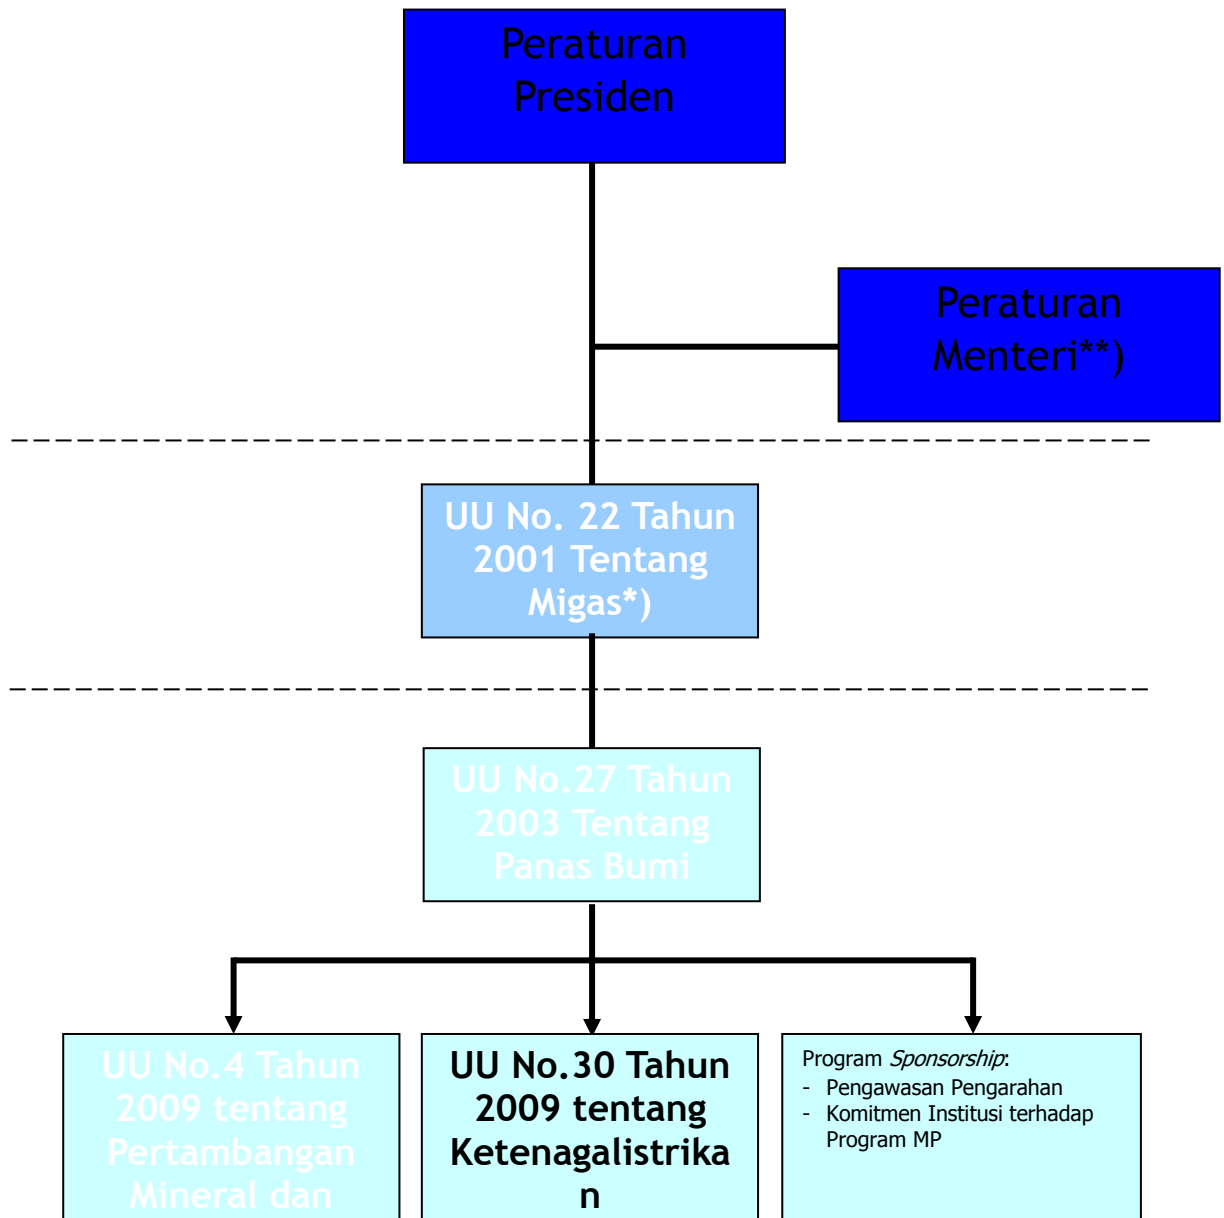 Peraturan
Presiden
Peraturan
Menteri**)
UU No. 22 Tahun
2001 Tentang
Migas*)
UU No.27 Tahun
2003 Tentang
Panas Bumi
UU No.4 Tahun
2009 tentang
Pertambangan
Mineral dan
UU No.30 Tahun
2009 tentang
Ketenagalistrika
n
Program Sponsorship:
- Pengawasan Pengarahan
- Komitmen Institusi terhadap
Program MP